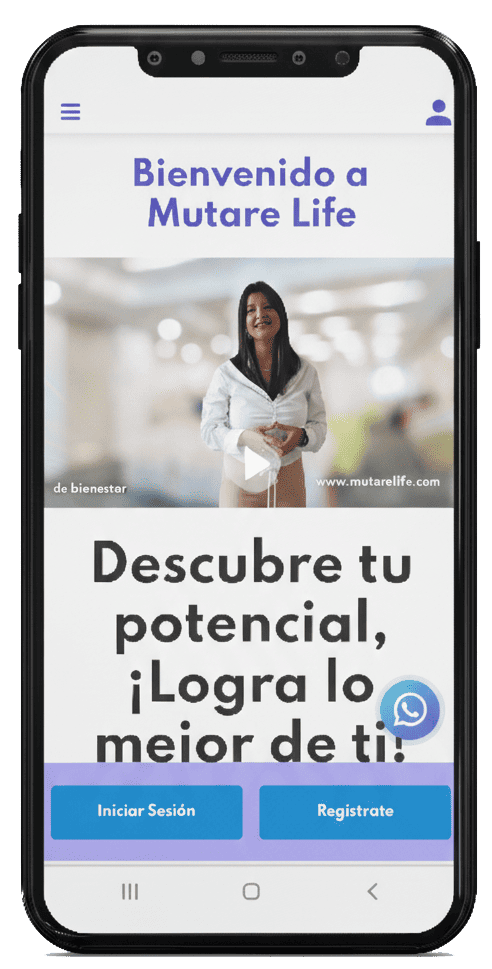 Bienvenido a
Mutare Life
de bienestar
www.mutarelife.com
Descubre tu
potencial,
¡Logra lo
mejor de ti!
Iniciar Sesión
Registrate